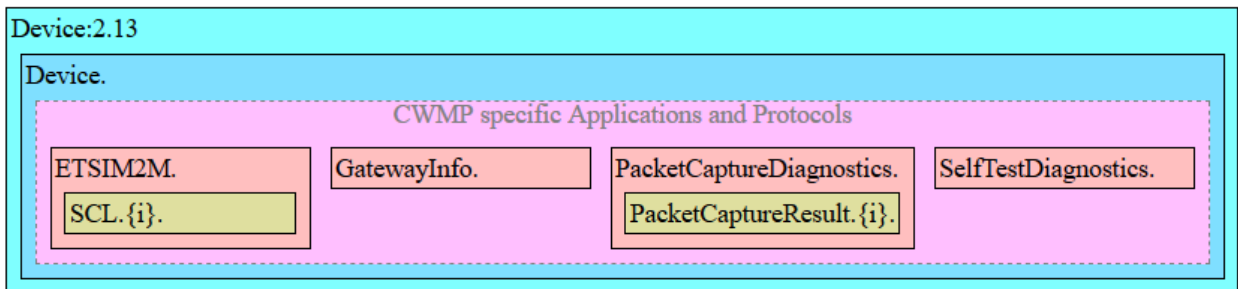 Device:2.13
Device.
CWMP specific Applications and Protocols
ETSIM2M.
SCL.{i}.
GatewayInfo.
PacketCaptureDiagnostics.
PacketCaptureResult.{i}.
SelfTestDiagnostics.